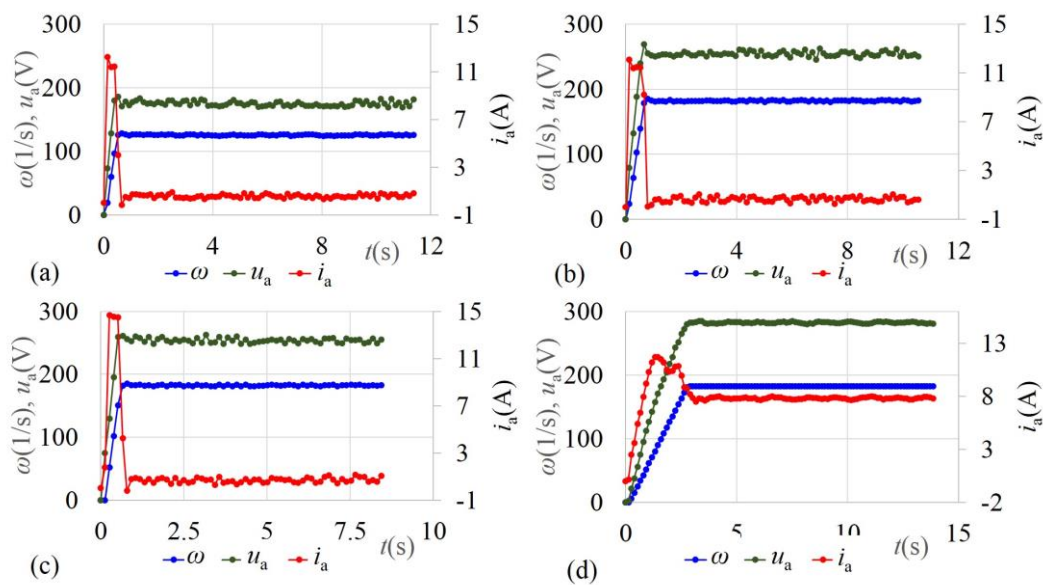 300
200
100
0
ω(1/s), uₐ(V)
15
12
9
6
3
-1
iₐ(A)
0 4 8 12
t(s)
(a)
ω uₐ iₐ
300
200
100
0
ω(1/s), uₐ(V)
15
11
7
3
-1
iₐ(A)
0 4 8 12
t(s)
(b)
ω uₐ iₐ
300
200
100
0
ω(1/s), uₐ(V)
15
11
7
3
-1
iₐ(A)
0 2.5 5 7.5 10
t(s)
(c)
ω uₐ iₐ
300
200
100
0
ω(1/s), uₐ(V)
13
8
3
-2
iₐ(A)
0 5 10 15
t(s)
(d)
ω uₐ iₐ